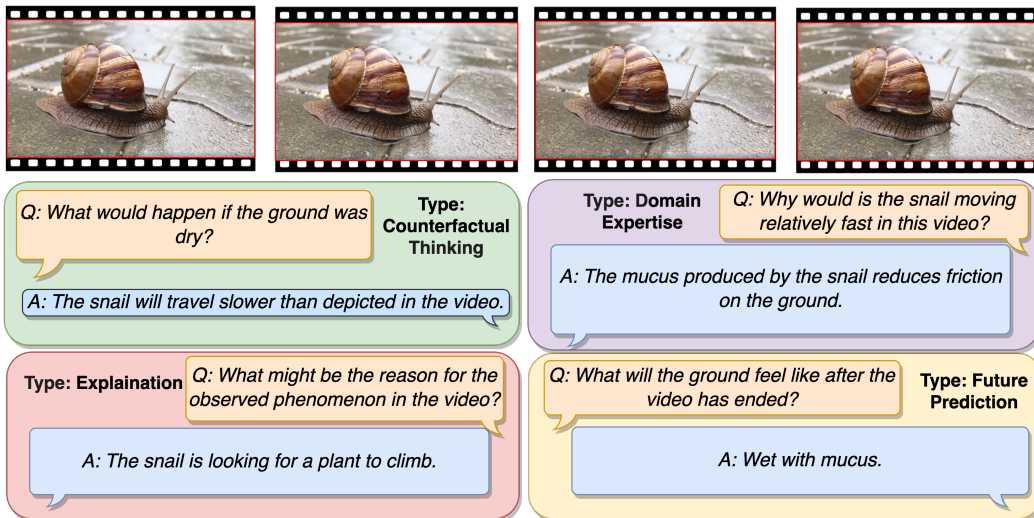 Q: What would happen if the ground was
dry?
Type:
Counterfactual
Thinking
A: The snail will travel slower than depicted in the video.
Type: Domain
Expertise
Q: Why would is the snail moving
relatively fast in this video?
A: The mucus produced by the snail reduces friction
on the ground.
Type: Explaination
Q: What might be the reason for the
observed phenomenon in the video?
A: The snail is looking for a plant to climb.
Q: What will the ground feel like after the
video has ended?
Type: Future
Prediction
A: Wet with mucus.